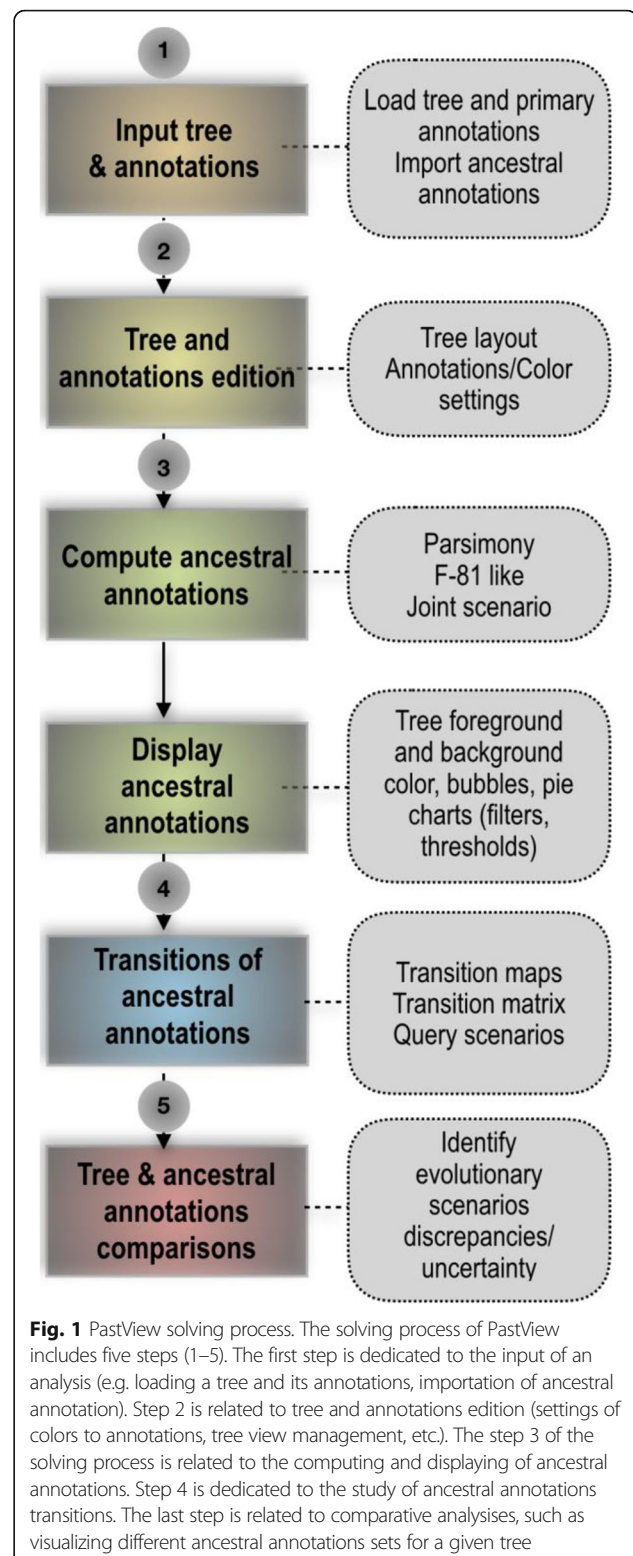 1
Input tree
& annotations
Load tree and primary
annotations
Import ancestral
annotations
2
Tree and
annotations edition
Tree layout
Annotations/Color
settings
3
Compute ancestral
annotations
Parsimony
F-81 like
Joint scenario
Display
ancestral
annotations
Tree foreground
and background
color, bubbles, pie
charts (filters,
thresholds)
4
Transitions of
ancestral
annotations
Transition maps
Transition matrix
Query scenarios
5
Tree & ancestral
annotations
comparisons
Identify
evolutionary
scenarios
discrepancies/
uncertainty
Fig. 1 PastView solving process. The solving process of PastView
includes five steps (1–5). The first step is dedicated to the input of an
analysis (e.g. loading a tree and its annotations, importation of ancestral
annotation). Step 2 is related to tree and annotations edition (settings of
colors to annotations, tree view management, etc.). The step 3 of the
solving process is related to the computing and displaying of ancestral
annotations. Step 4 is dedicated to the study of ancestral annotations
transitions. The last step is related to comparative analysises, such as
visualizing different ancestral annotations sets for a given tree